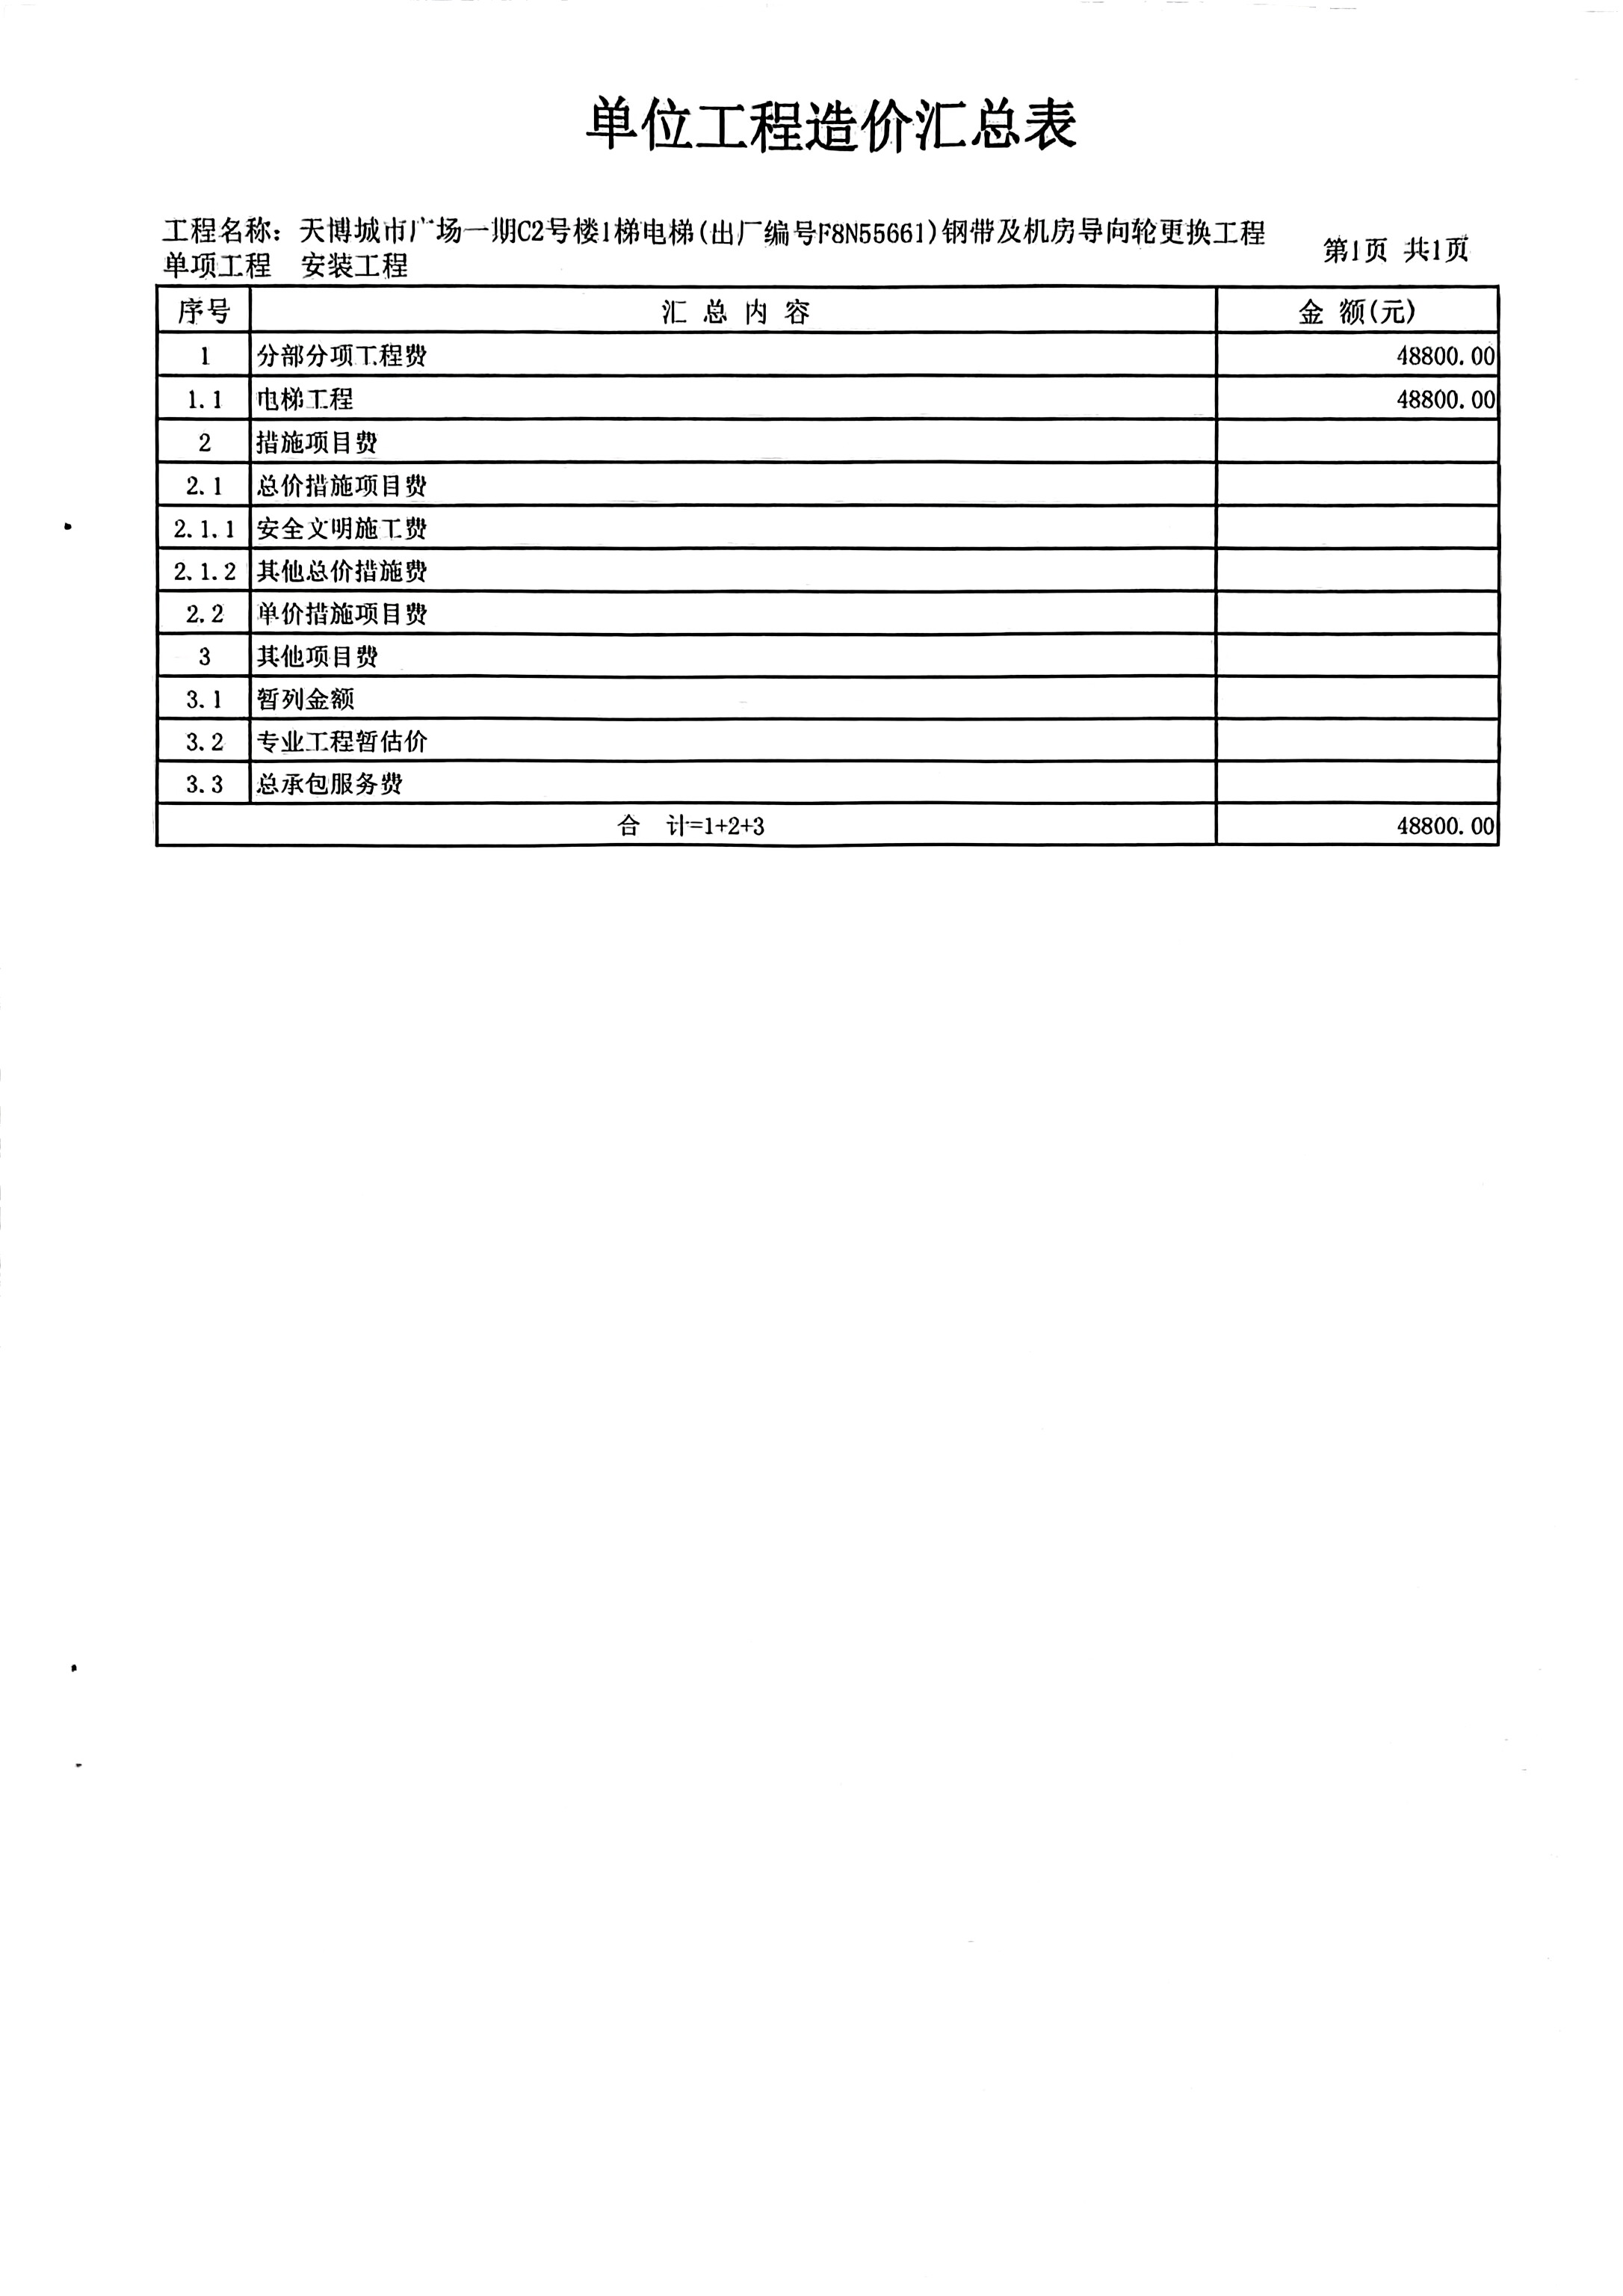 单位工程造价汇总表
工程名称：天博城市广场一期C2号楼1梯电梯(出厂编号F8N55661)钢带及机房导向轮更换工程
第1页 共1页
单项工程 安装工程
序号 汇总内容 金额(元)
1 分部分项工程费 48800.00
1.1 电梯工程 48800.00
2 措施项目费
2.1 总价措施项目费
2.1.1 安全文明施工费
2.1.2 其他总价措施费
2.2 单价措施项目费
3 其他项目费
3.1 暂列金额
3.2 专业工程暂估价
3.3 总承包服务费
合 计=1+2+3 48800.00